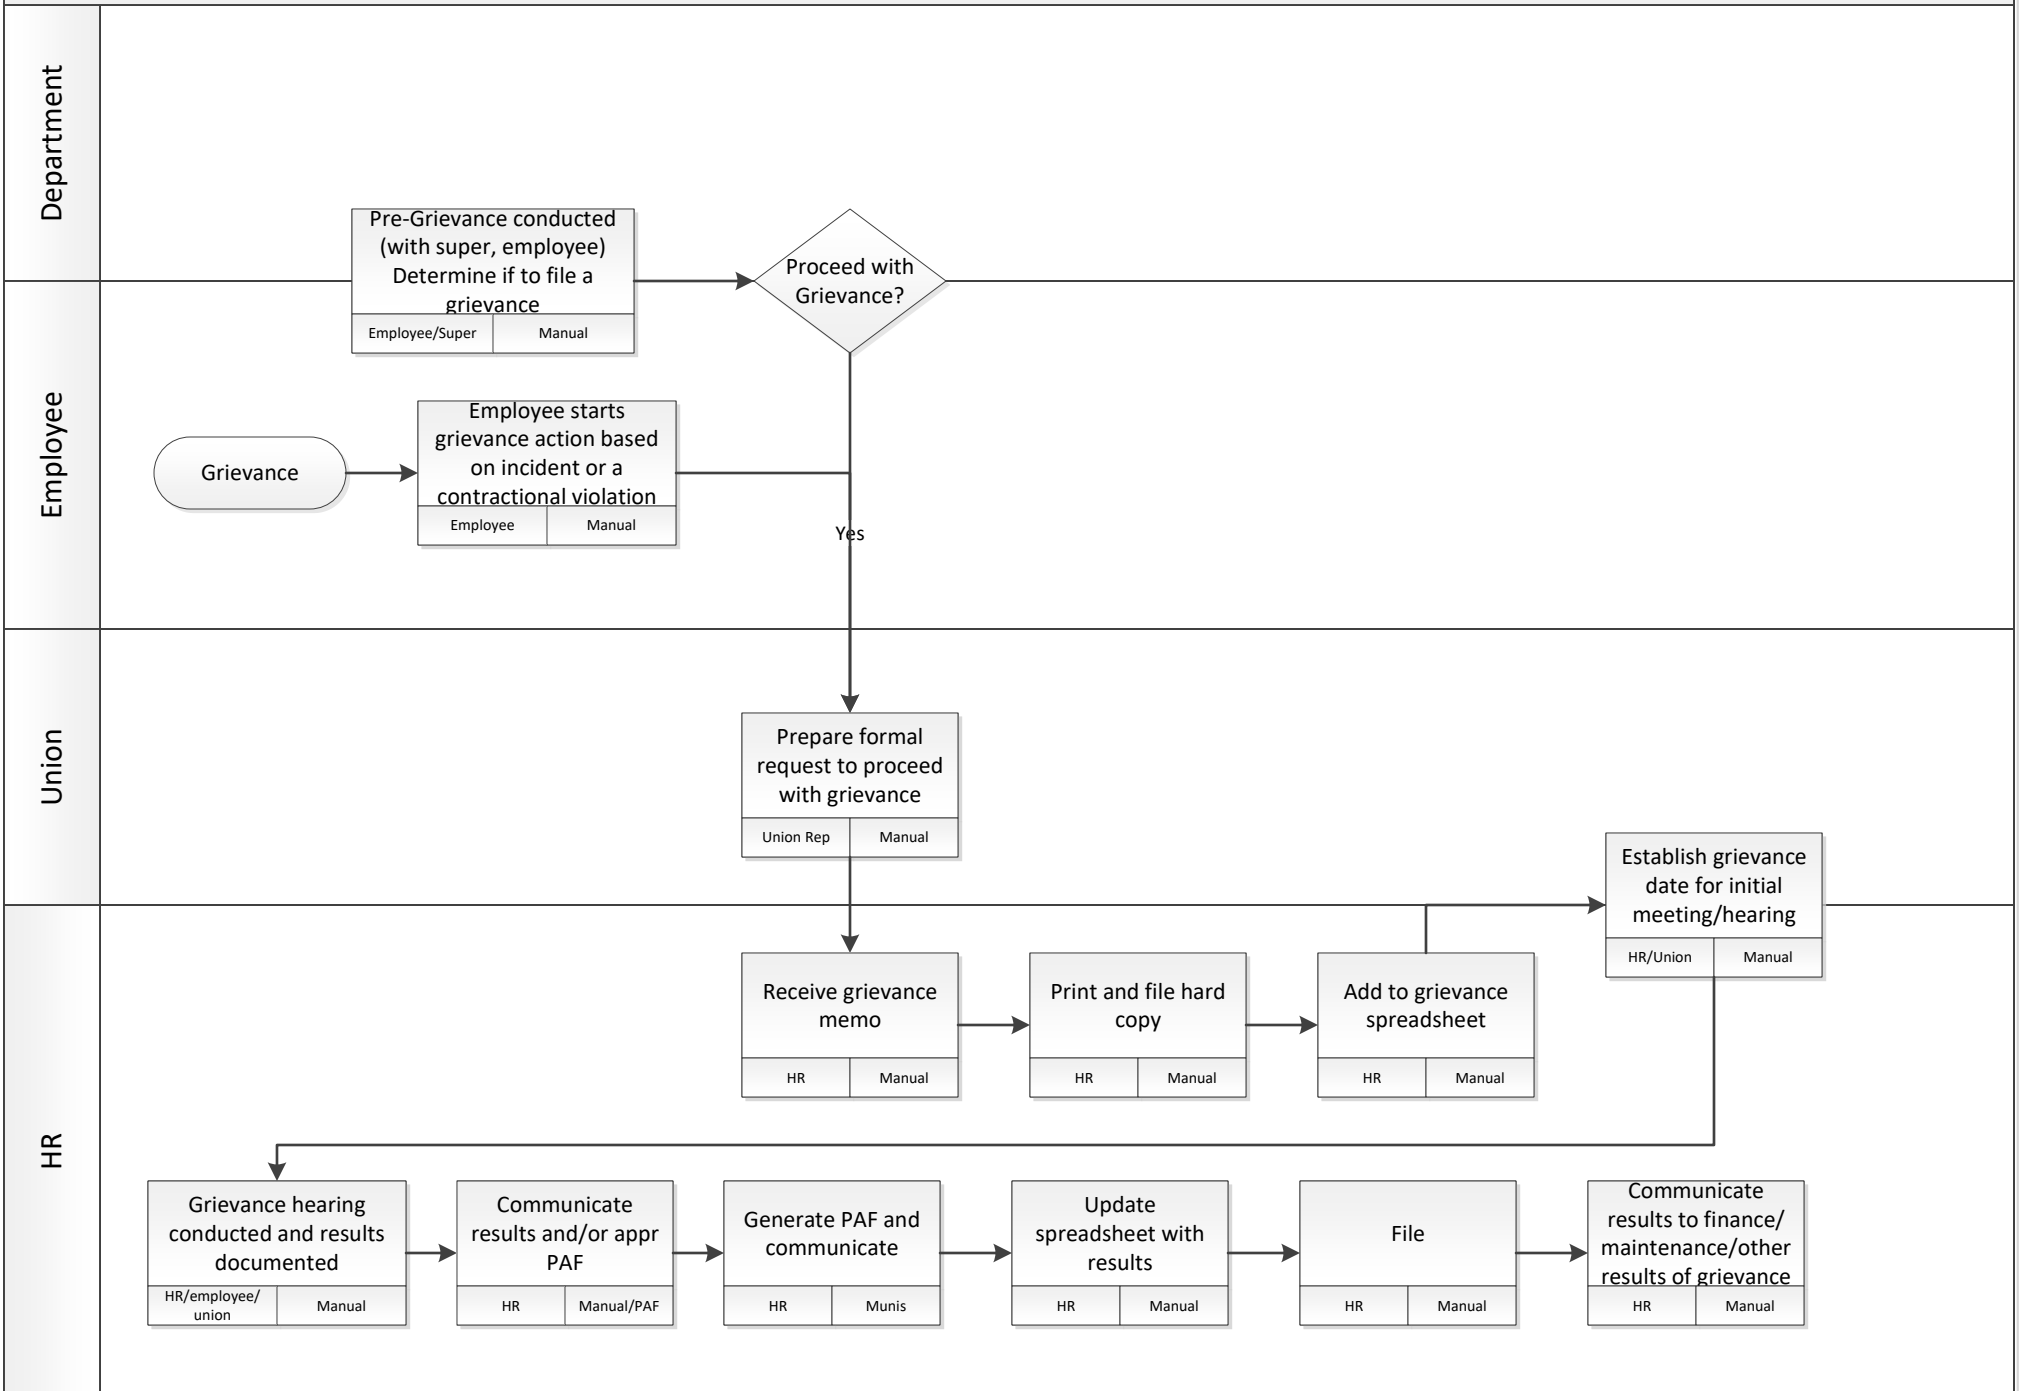 Department
Pre-Grievance conducted
(with super, employee)
Determine if to file a
grievance
Employee/Super
Manual
Proceed with
Grievance?
Employee
Grievance
Employee starts
grievance action based
on incident or a
contractional violation
Employee
Manual
Yes
Union
Prepare formal
request to proceed
with grievance
Union Rep
Manual
Establish grievance
date for initial
meeting/hearing
HR/Union
Manual
HR
Receive grievance
memo
HR
Manual
Print and file hard
copy
HR
Manual
Add to grievance
spreadsheet
HR
Manual
Grievance hearing
conducted and results
documented
HR/employee/
union
Manual
Communicate
results and/or appr
PAF
HR
Manual/PAF
Generate PAF and
communicate
HR
Munis
Update
spreadsheet with
results
HR
Manual
File
HR
Manual
Communicate
results to finance/
maintenance/other
results of grievance
HR
Manual